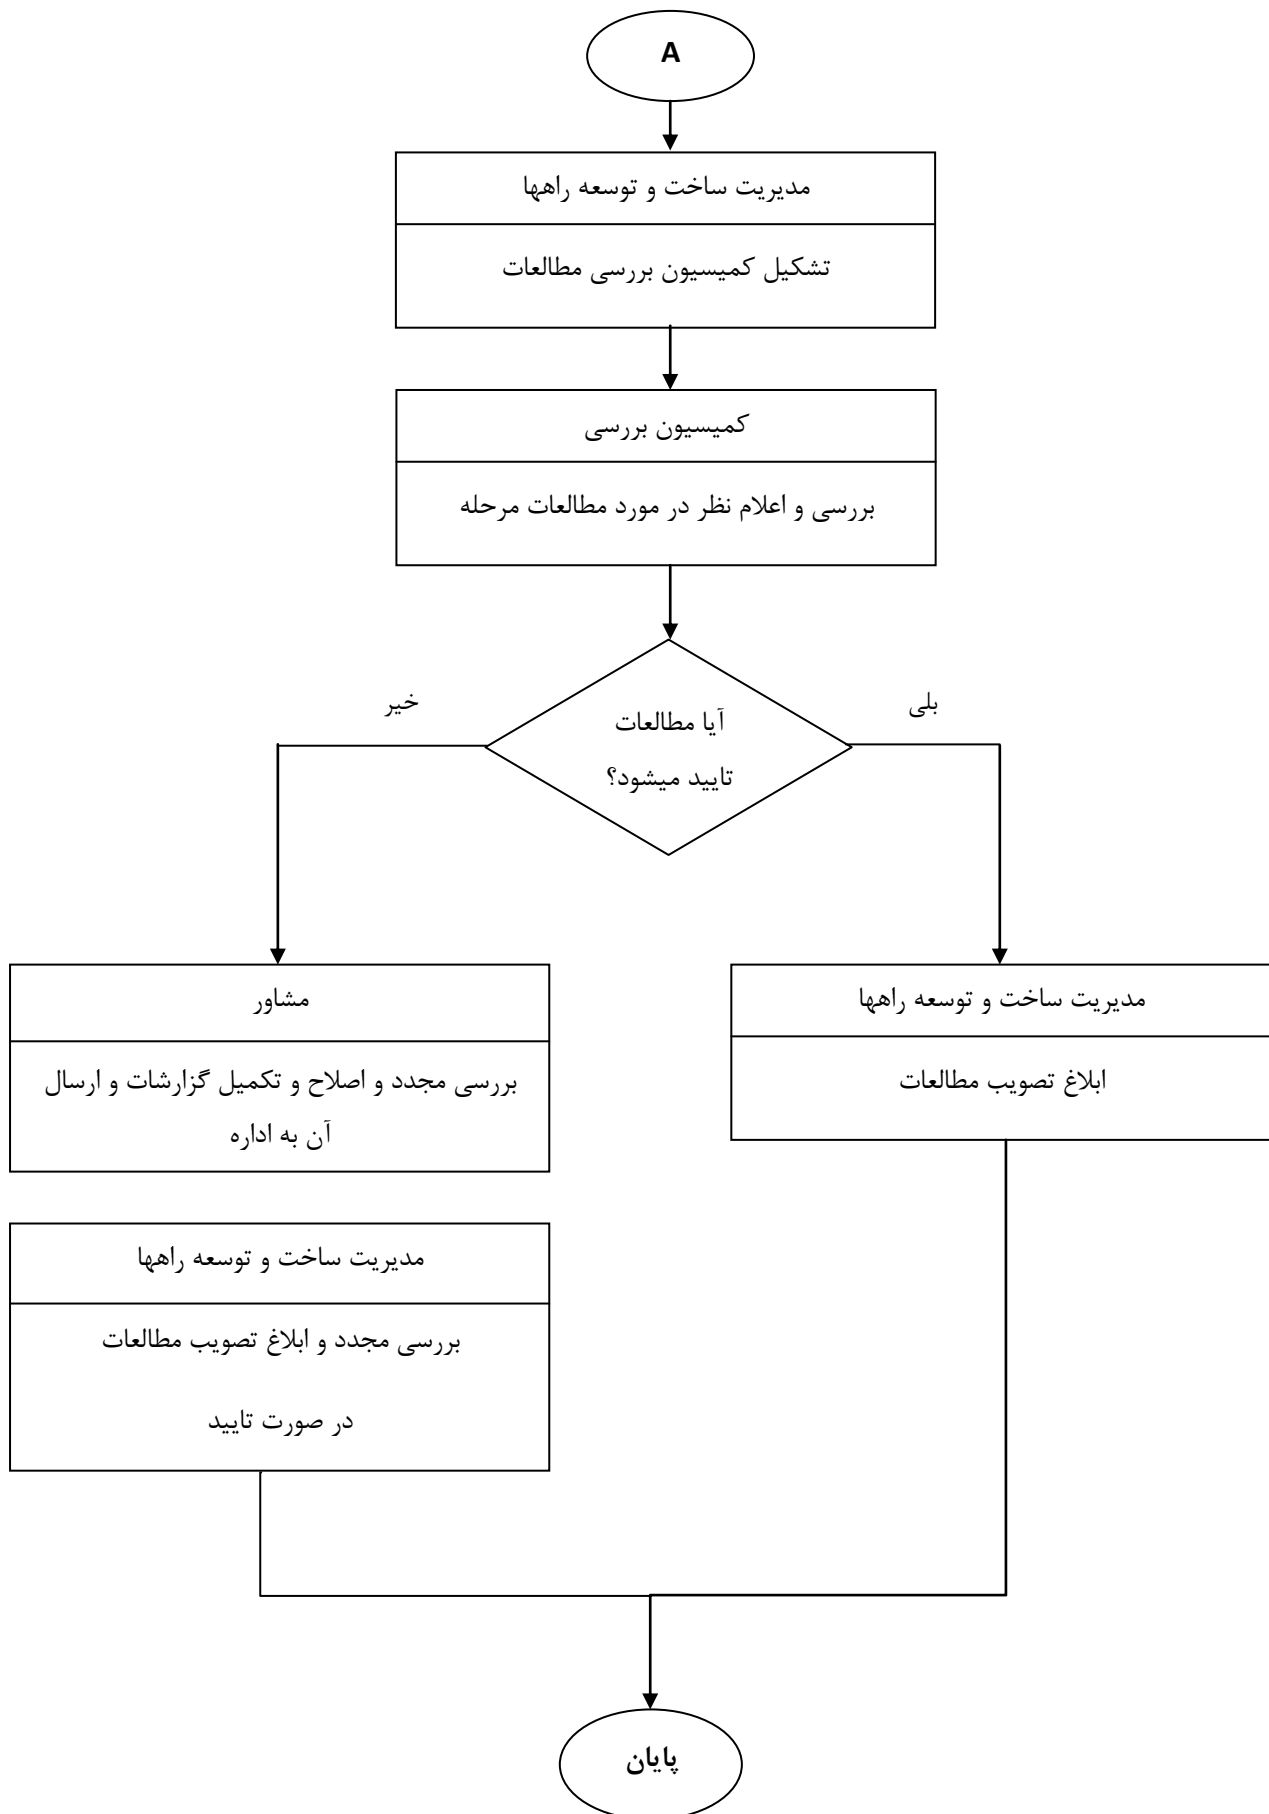 A
مدیریت ساخت و توسعه راهها
تشکیل کمیسیون بررسی مطالعات
کمیسیون بررسی
بررسی و اعلام نظر در مورد مطالعات مرحله
آیا مطالعات
تایید میشود؟
بلی
خیر
مدیریت ساخت و توسعه راهها
ابلاغ تصویب مطالعات
مشاور
بررسی مجدد و اصلاح و تکمیل گزارشات و ارسال
آن به اداره
مدیریت ساخت و توسعه راهها
بررسی مجدد و ابلاغ تصویب مطالعات
در صورت تایید
پایان